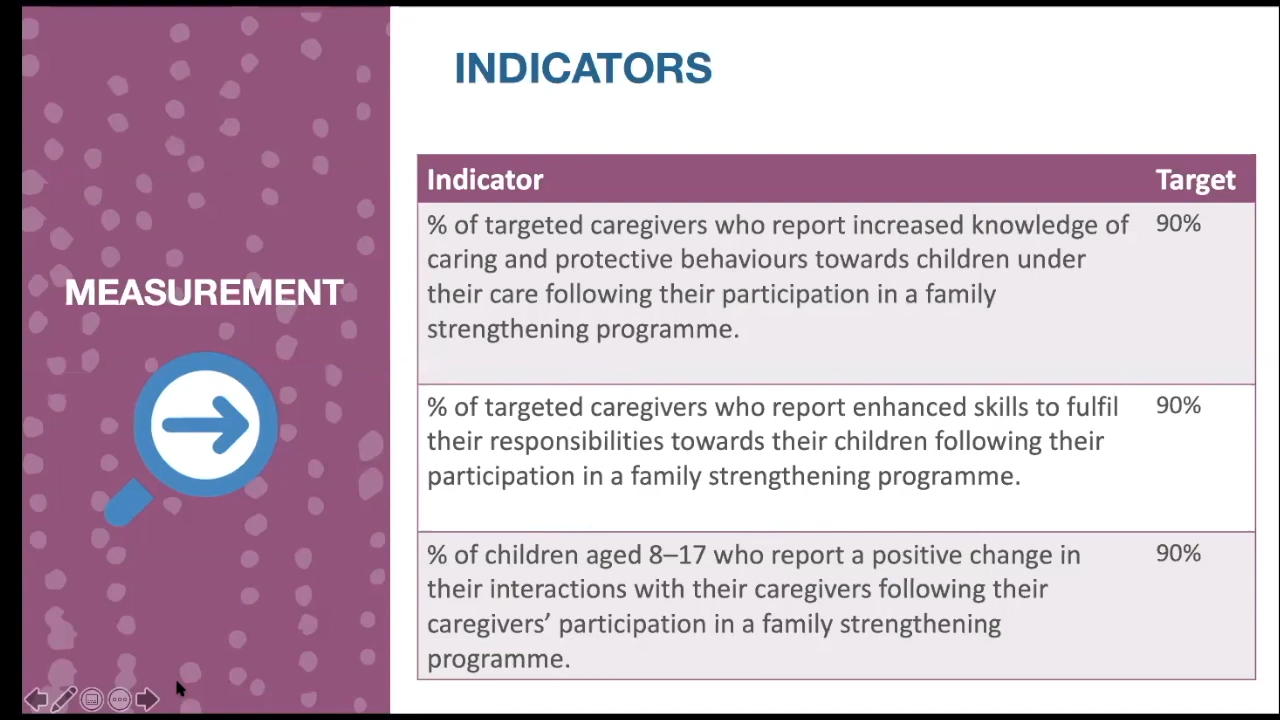 INDICATORS
MEASUREMENT
Indicator Target
% of targeted caregivers who report increased knowledge of 90%
caring and protective behaviours towards children under
their care following their participation in a family
strengthening programme.
% of targeted caregivers who report enhanced skills to fulfil 90%
their responsibilities towards their children following their
participation in a family strengthening programme.
% of children aged 8–17 who report a positive change in 90%
their interactions with their caregivers following their
caregivers’ participation in a family strengthening
programme.